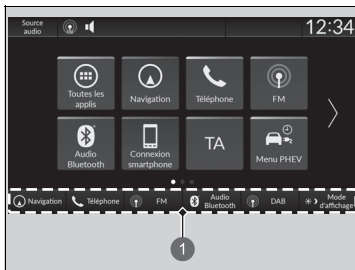 Source
audio
12:34
Toutes les
applis
Navigation
Téléphone
FM
Audio
Bluetooth
Connexion
smartphone
TA
Menu PHEV
Navigation
Téléphone
FM
Audio
Bluetooth
DAB
Mode
d'affichage
1